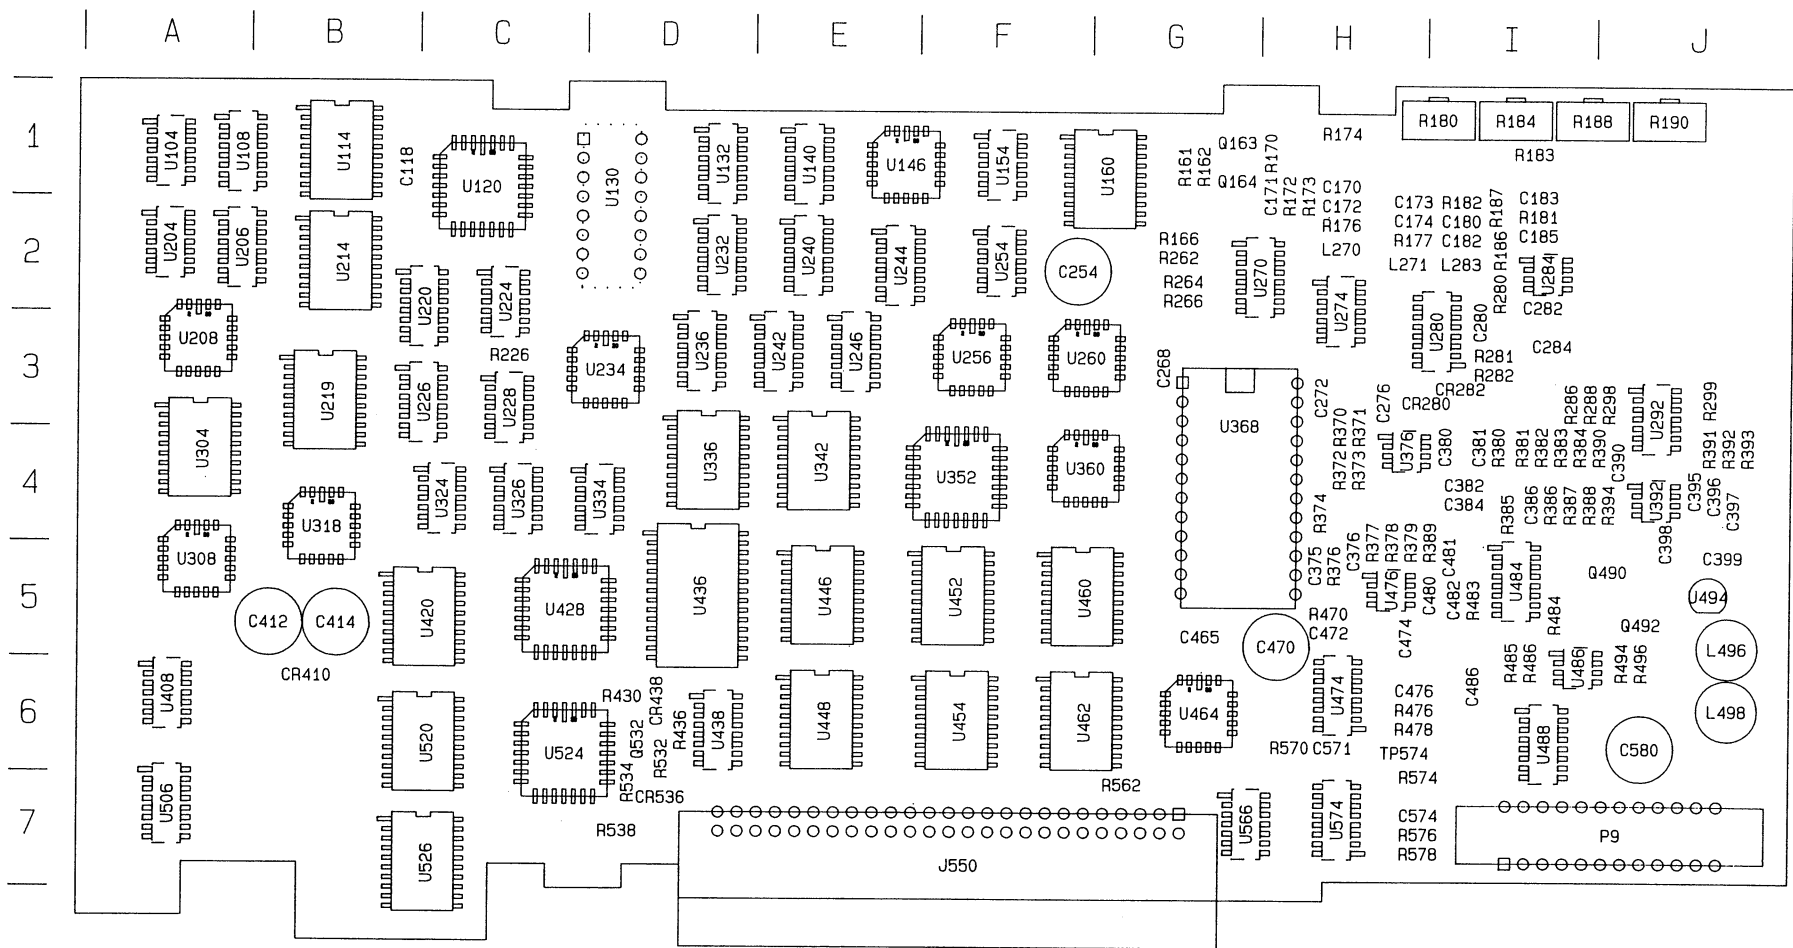 A B C D E F G H I J
1
U104 U108 U114 C118 U120 U130 U132 U140 U146 U154 U160 R161 R162 Q163 R170 R174 R180 R184 R188 R190
R183
Q164 C171 R172 R173 C170 C173 R182 R187 C183
C172 C174 C180 R181
R176 R177 C182 R186 C185
2
U204 U206 U214 U232 U240 U244 U254 C254 R166 R262 U270 L270 L271 L283 U284
R264 R266 U220 U224 U274 U280 C280 R280 C282
3
U208 U219 R226 U234 U236 U242 U246 U256 U260 C268 C284
R281
R282
U226 U228 C272 C276 CR282 CR280 R286 R288 R298 U292 R299
4
U304 U336 U342 U352 U360 U368 R370 R371 U376 C380 C381 R380 R381 R382 R383 R384 R390 C390 R391 R392 R393
R372 R373
U318 U324 U326 U334 R374 C382 C384 R385 C386 R386 R387 R388 R394 U392 C395 C396 C397
C398
5
U308 C375 R376 C376 R377 R378 R379 R389 C481 C399
C412 C414 U420 U428 U436 U446 U452 U460 U476 C480 C482 R483 U484 Q490 U494
R470 R484
C465 C470 C472 C474 Q492 L496
6
U408 CR410 R430 CR438 U474 C476 C486 R485 R486 U486 R494 R496
U520 U524 Q532 R532 R436 U438 U448 U454 U462 U464 R476 L498
R478
R570 C571 TP574 U488 C580
R574
7
U506 R534 CR536 R562
U526 R538 J550 U566 U574 C574 P9
R576
R578